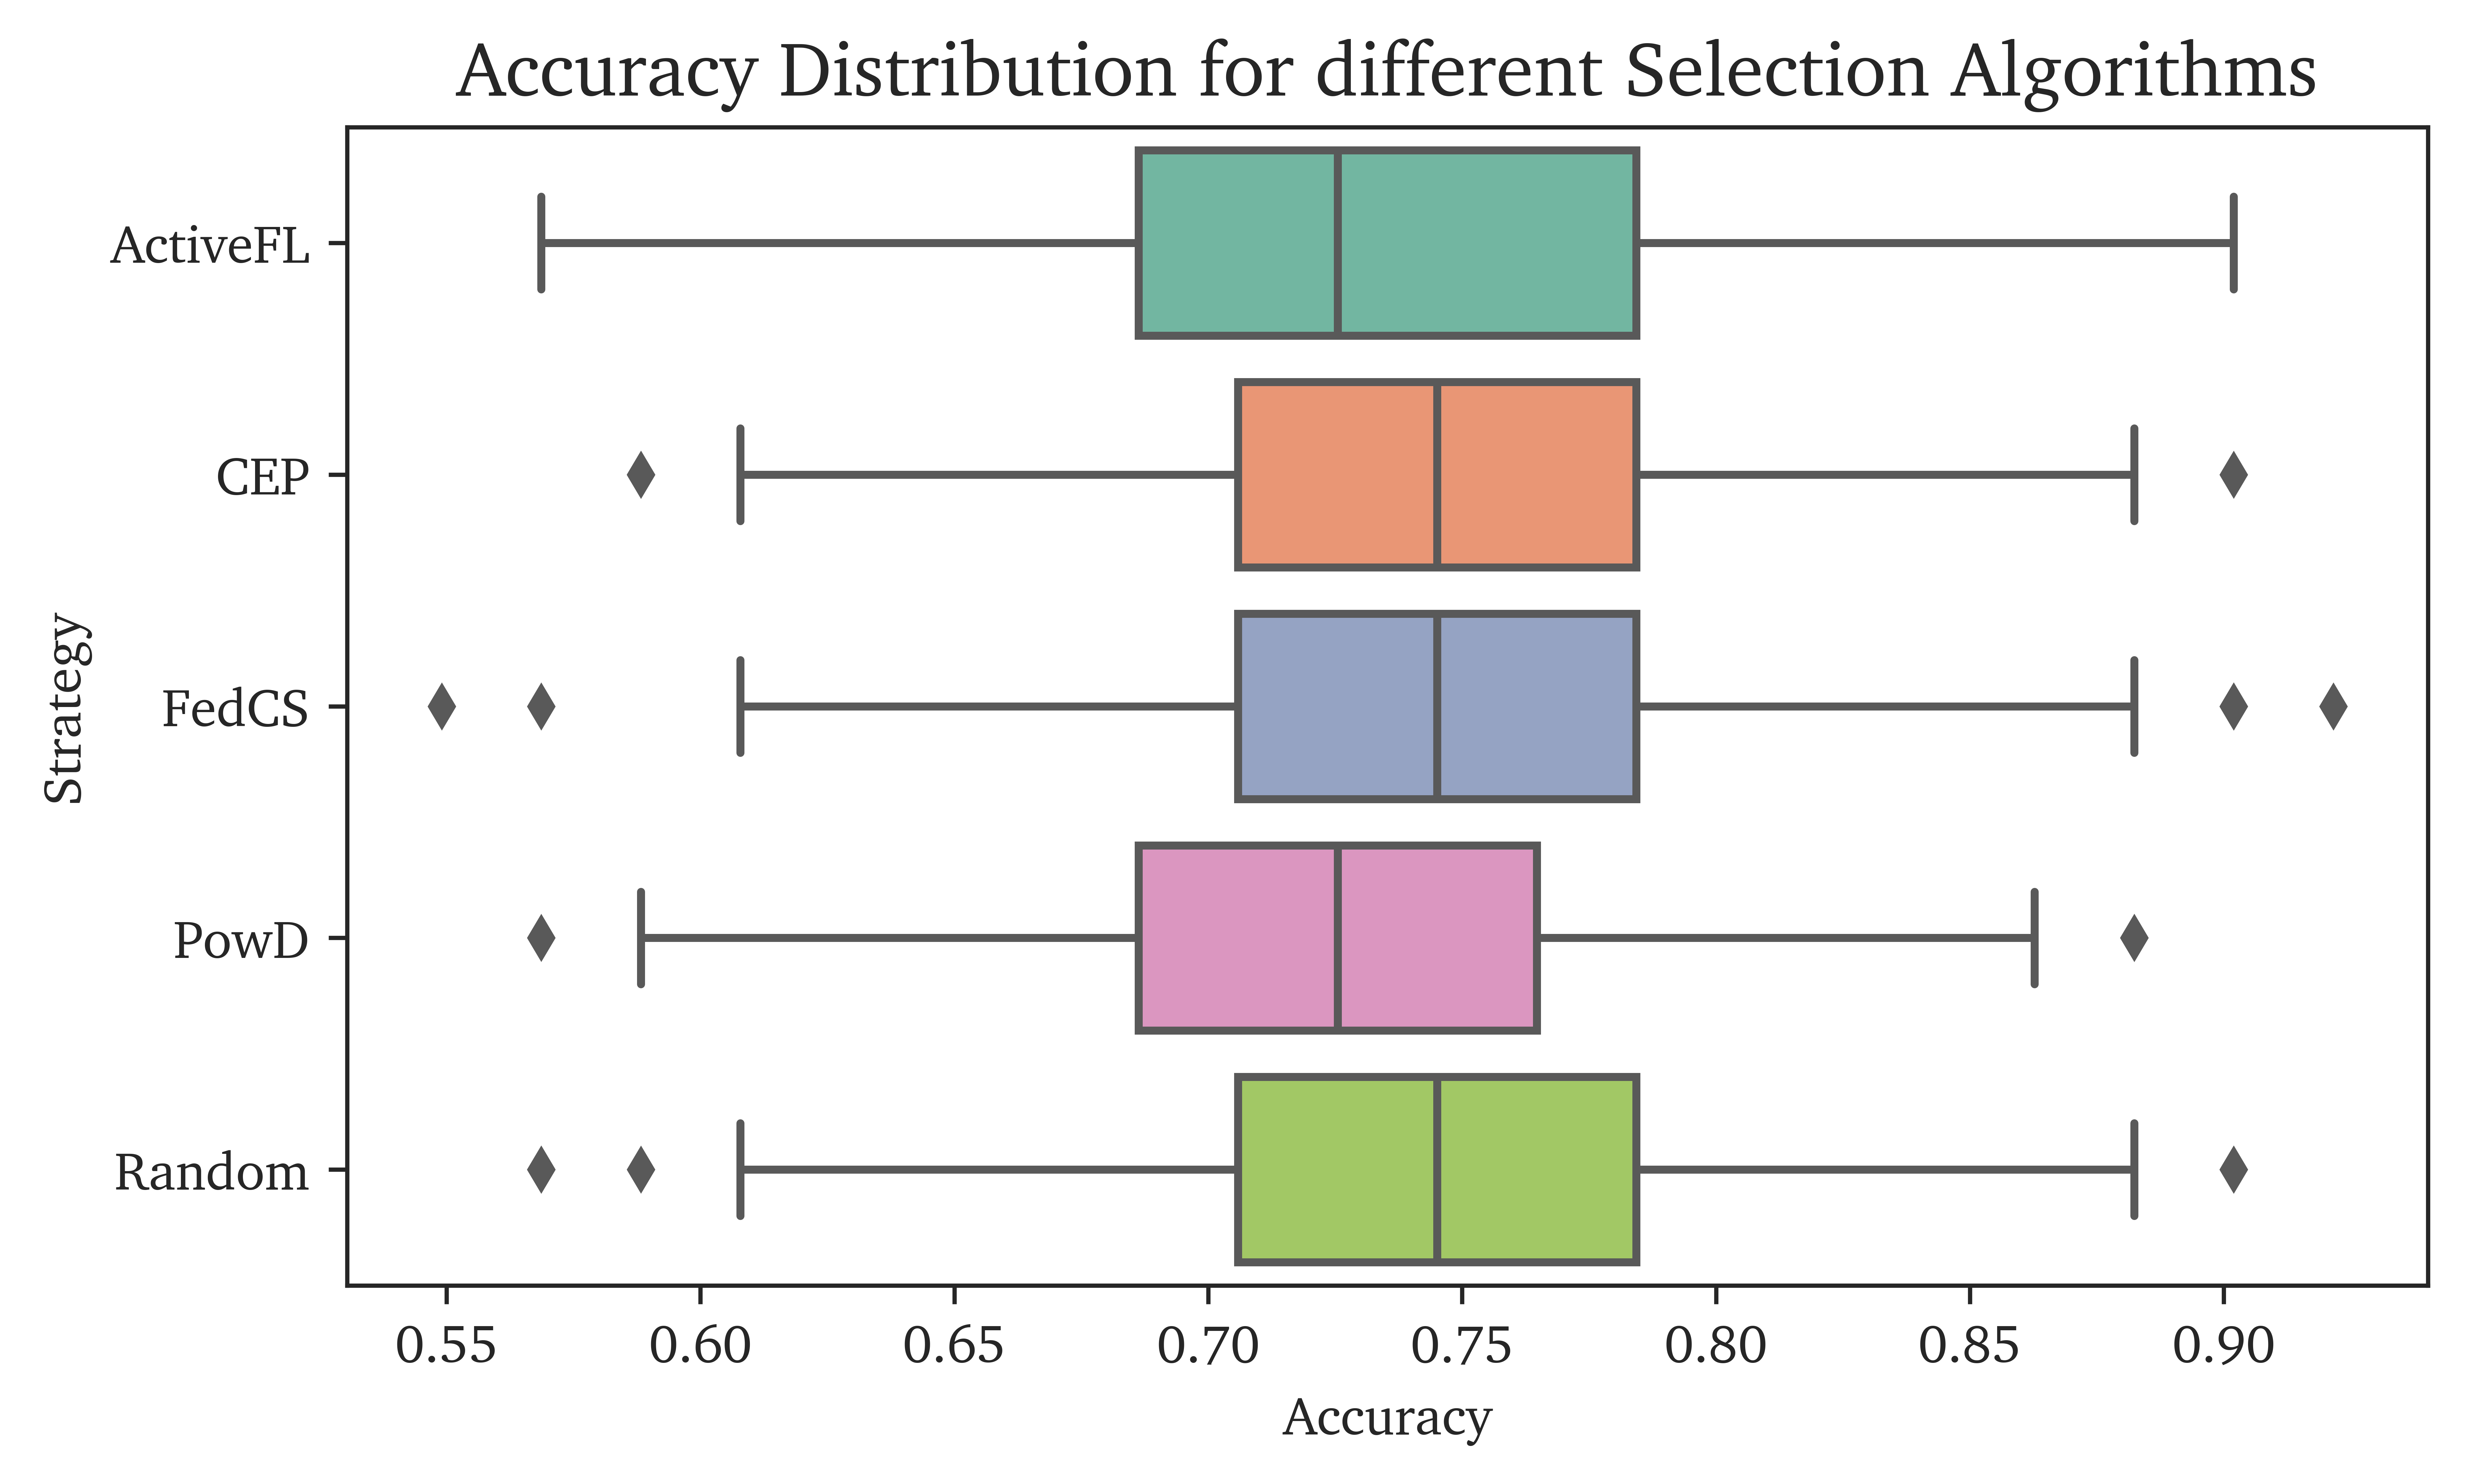 Accuracy Distribution for different Selection Algorithms
Strategy
ActiveFL
CEP
FedCS
PowD
Random
0.55 0.60 0.65 0.70 0.75 0.80 0.85 0.90
Accuracy